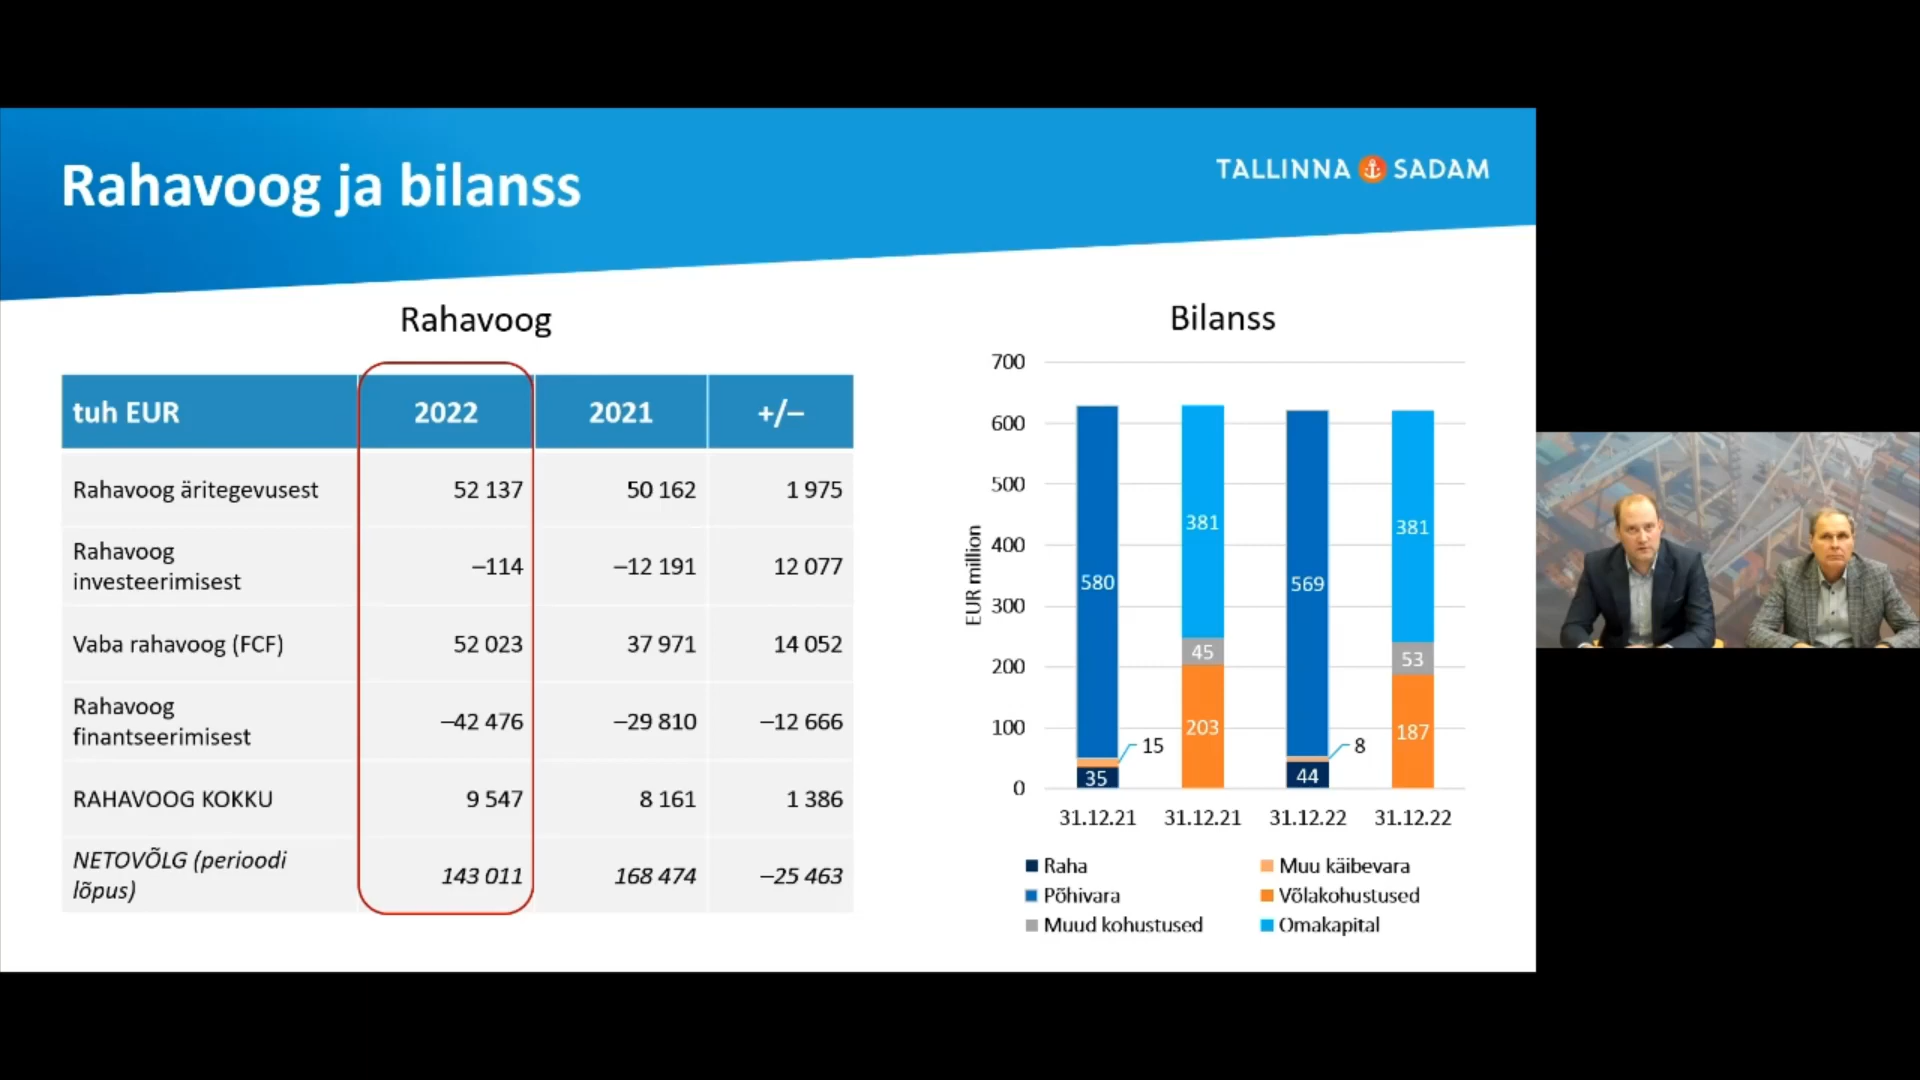 Rahavoog ja bilanss
TALLINNA SADAM
Rahavoog
tuh EUR 2022 2021 +/–
Rahavoog äritegevusest 52 137 50 162 1 975
Rahavoog
investeerimisest –114 –12 191 12 077
Vaba rahavoog (FCF) 52 023 37 971 14 052
Rahavoog
finantseerimisest –42 476 –29 810 –12 666
RAHAVOOG KOKKU 9 547 8 161 1 386
NETOVÕLG (perioodi
lõpus) 143 011 168 474 –25 463
Bilanss
EUR million
700
600
500
400
300
200
100
0
580
15
35
381
45
203
569
8
44
381
53
187
31.12.21 31.12.21 31.12.22 31.12.22
Raha Muu käibevara
Põhivara Võlakohustused
Muud kohustused Omakapital